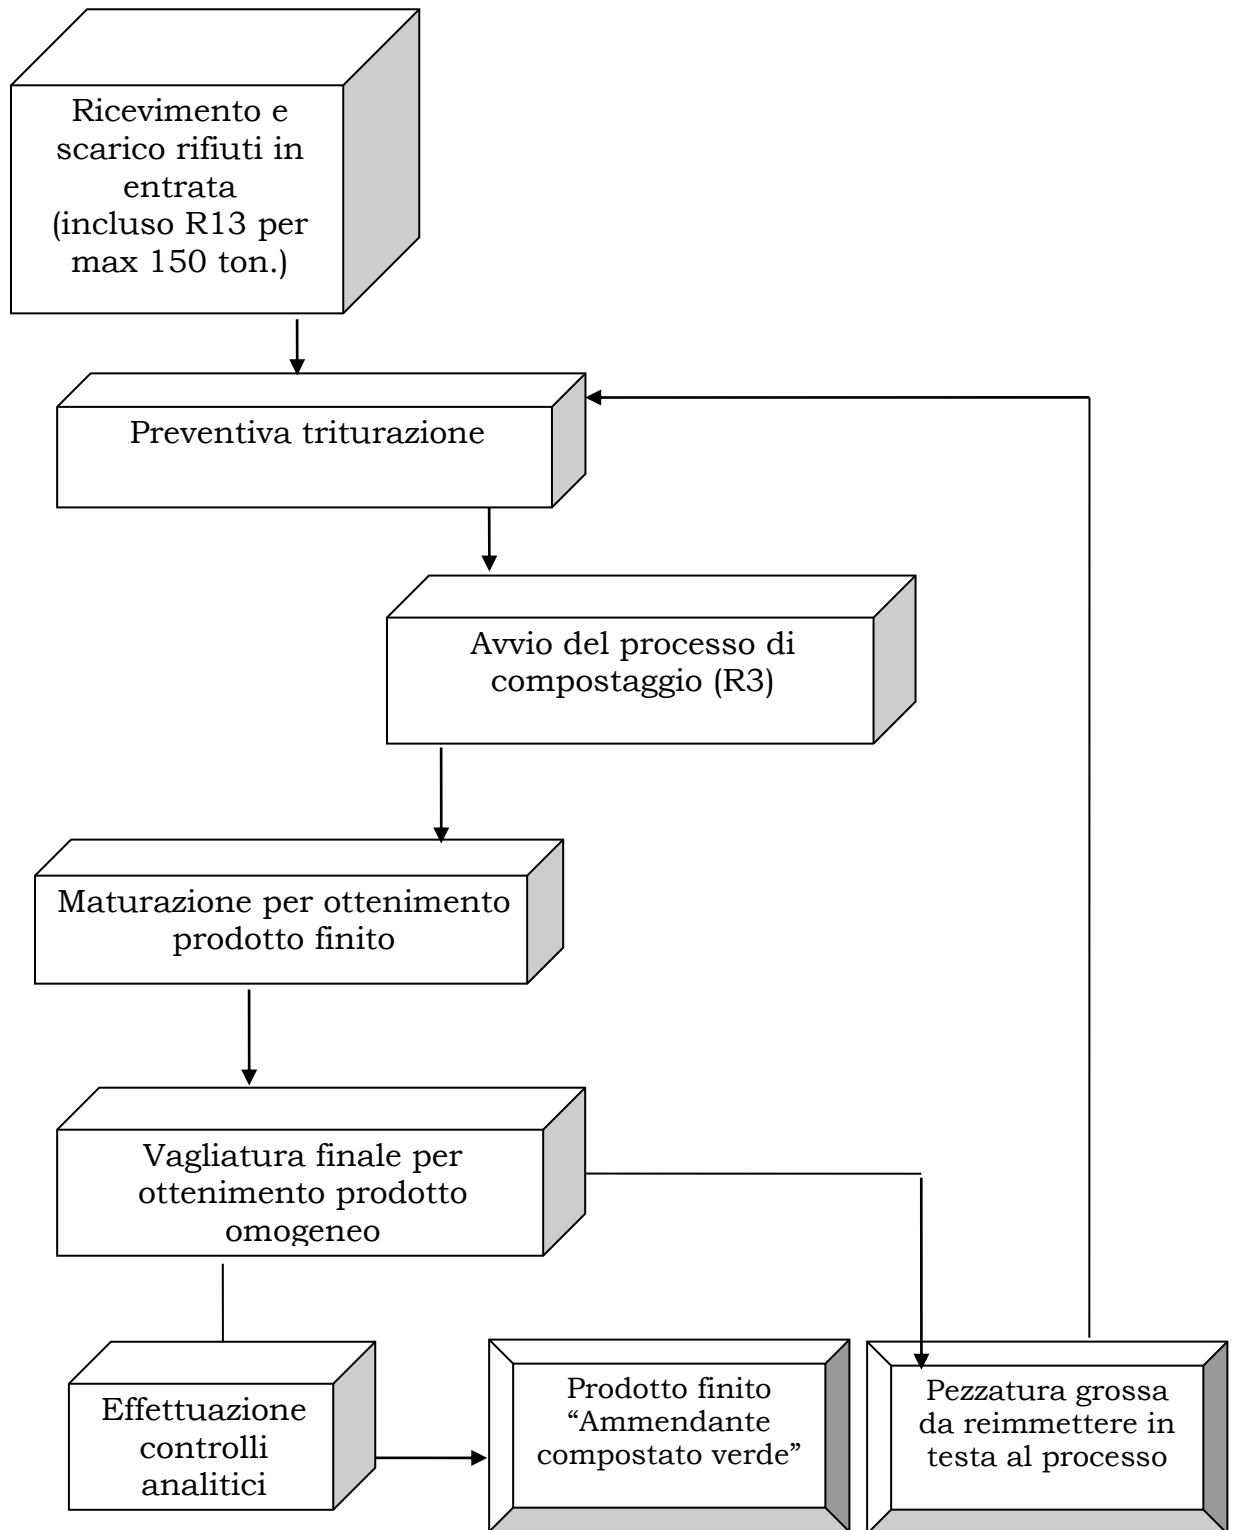 Ricevimento e
scarico rifiuti in
entrata
(incluso R13 per
max 150 ton.)
Preventiva triturazione
Avvio del processo di
compostaggio (R3)
Maturazione per ottenimento
prodotto finito
Vagliatura finale per
ottenimento prodotto
omogeneo
Effettuazione
controlli
analitici
Prodotto finito
“Ammendante
compostato verde”
Pezzatura grossa
da reimmettere in
testa al processo